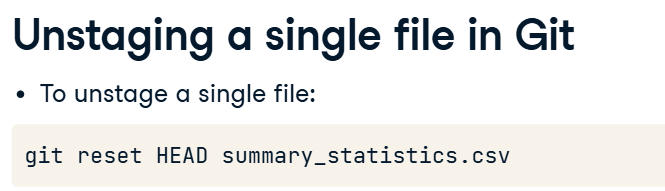 Unstaging a single file in Git
• To unstage a single file:
git reset HEAD summary_statistics.csv